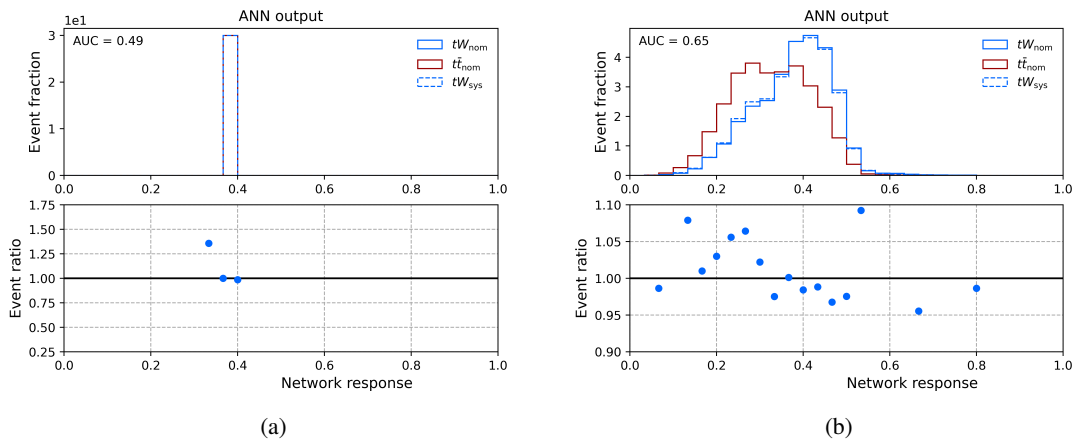 ANN output
1e1
AUC = 0.49
tW_nom
tt̄_nom
tW_sys
Event fraction
3
2
1
0
0.0 0.2 0.4 0.6 0.8 1.0
Event ratio
1.75
1.50
1.25
1.00
0.75
0.50
0.25
0.0 0.2 0.4 0.6 0.8 1.0
Network response
(a)
ANN output
AUC = 0.65
tW_nom
tt̄_nom
tW_sys
Event fraction
4
3
2
1
0
0.0 0.2 0.4 0.6 0.8 1.0
Event ratio
1.10
1.05
1.00
0.95
0.90
0.0 0.2 0.4 0.6 0.8 1.0
Network response
(b)